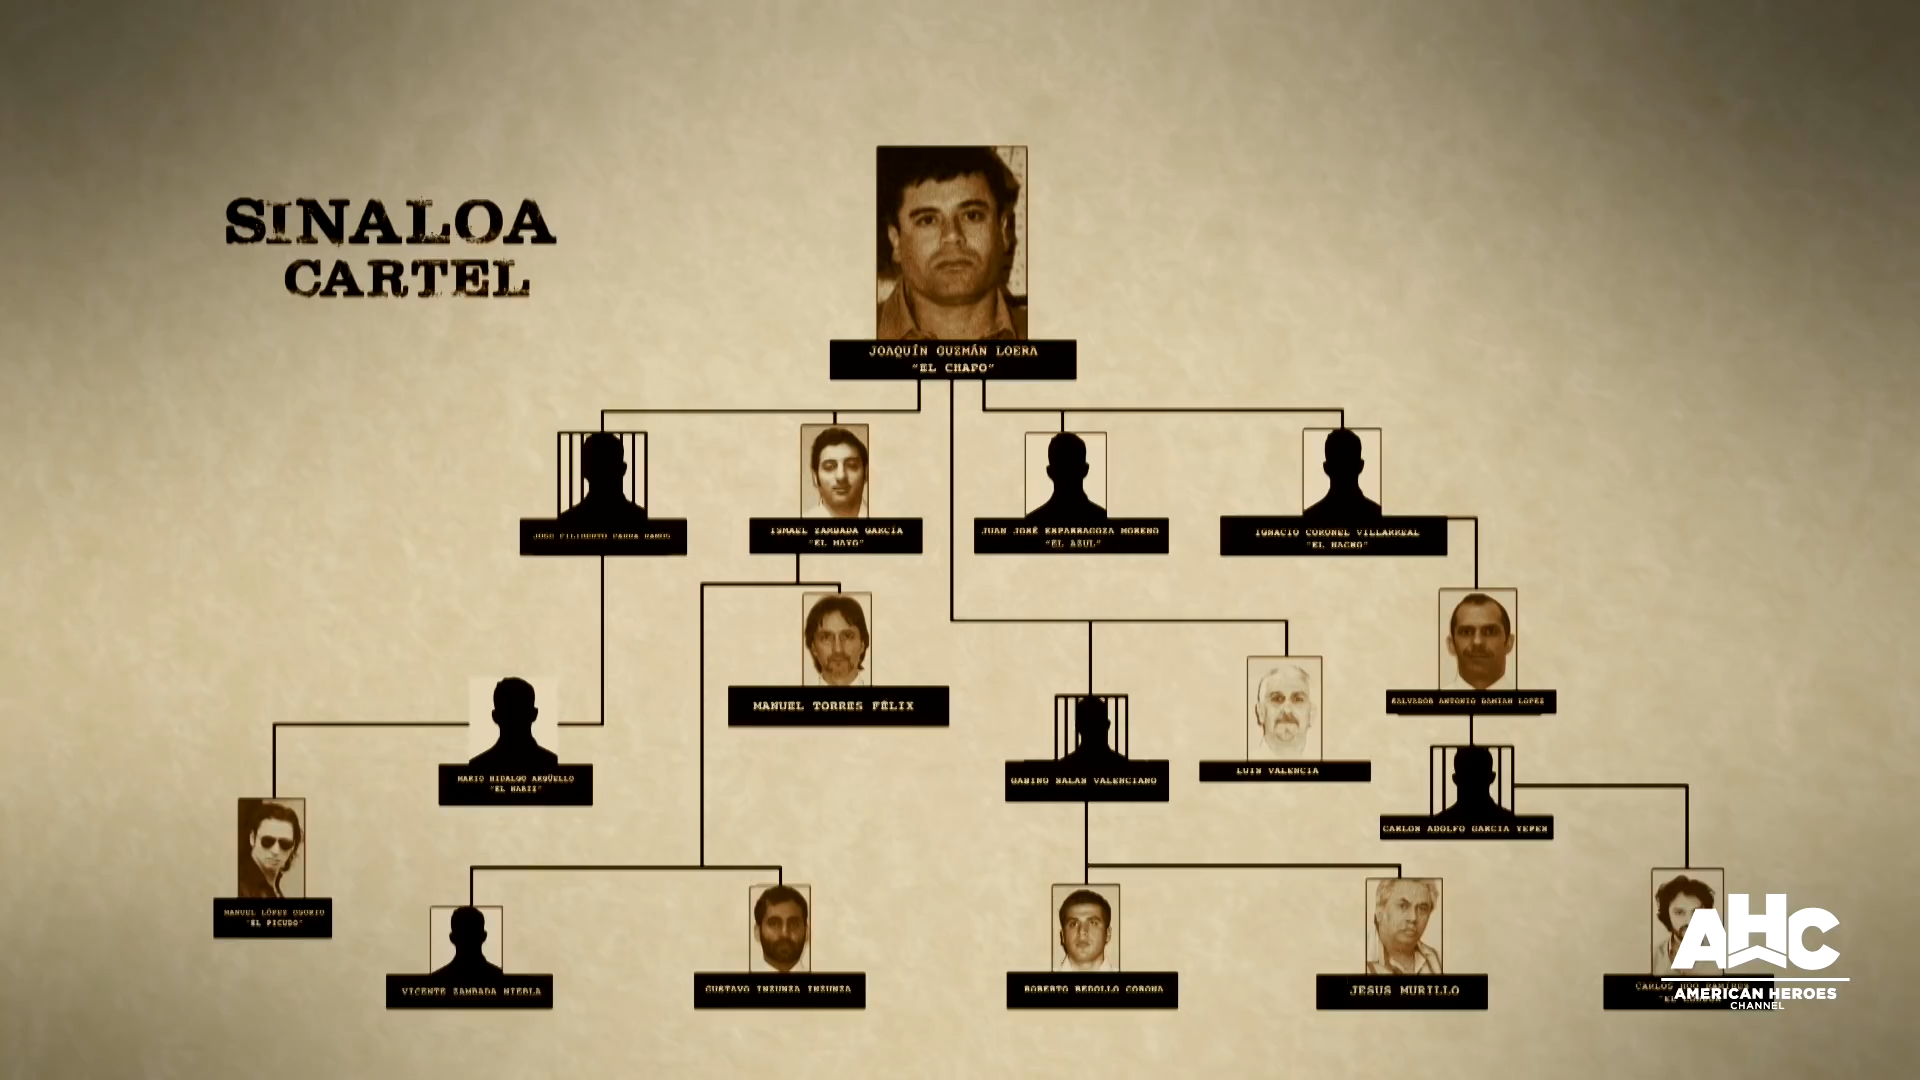 SINALOA
CARTEL
JOAQUÍN GUZMÁN LOERA
"EL CHAPO"
ISMAEL ZAMBADA GARCÍA
"EL MAYO"
JUAN JOSÉ ESPARRAGOZA MORENO
"EL AZUL"
IGNACIO CORONEL VILLARREAL
"EL NACHO"
MANUEL TORRES FÉLIX
SALVADOR ANTONIO DAMIAN LOPEZ
MARIO HIDALGO ARGÜELLO
GABINO SALAS VALENCIANO
LUIS VALENCIA
CARLOS ADOLFO GARCIA YEPEZ
MANUEL LÓPEZ OSORIO
"EL PICUDO"
VICENTE ZAMBADA NIEBLA
GUSTAVO INZUNZA INZUNZA
ROBERTO BEDOLLO CORONA
JESUS MURILLO
CARLOS
AHC
AMERICAN HEROES
CHANNEL